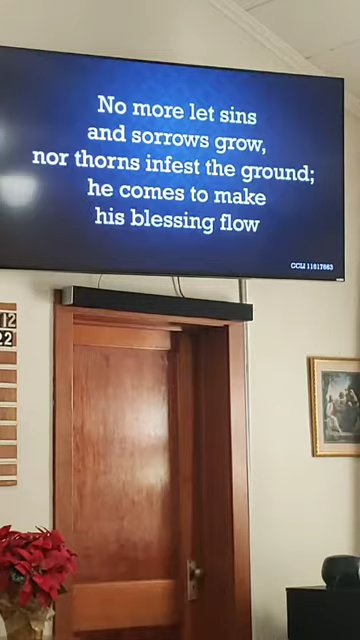 No more let sins
and sorrows grow,
nor thorns infest the ground;
he comes to make
his blessing flow
CCLI 11617663
12
22